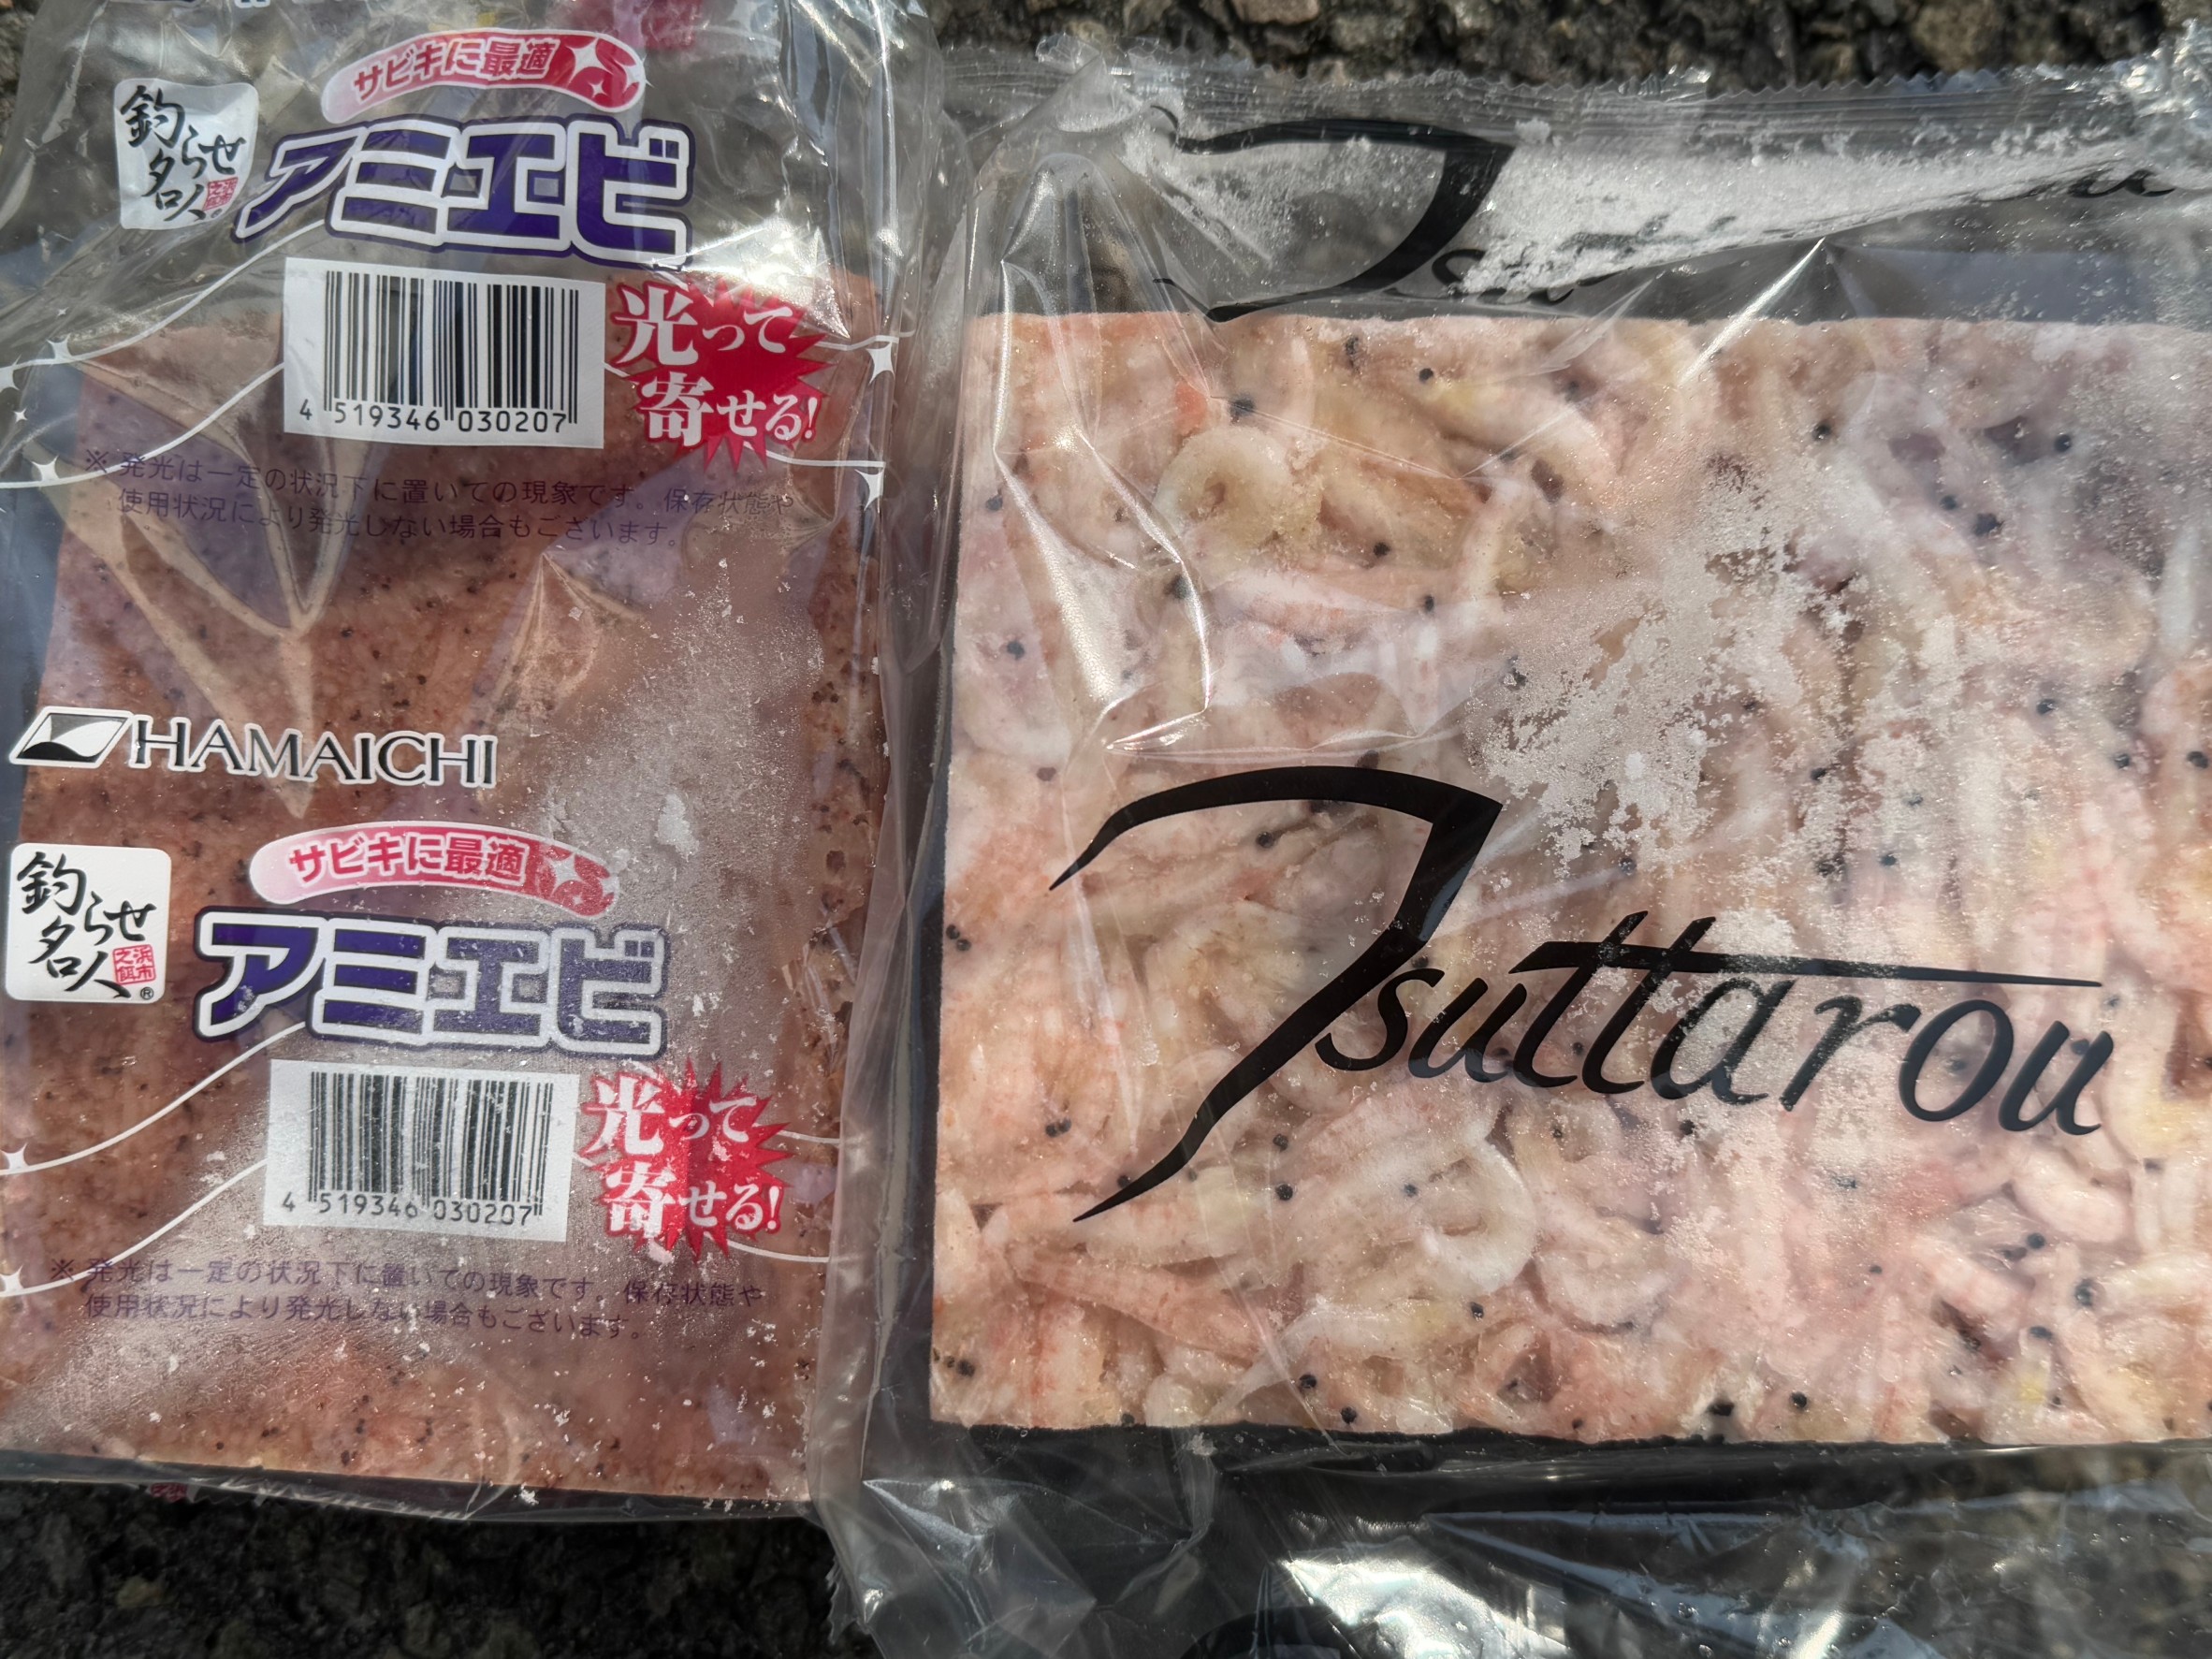 サビキに最適
釣らせ名人
アミエビ
4 519346 030207
光って
寄せる!
※発光は一定の状況下に置いての現象です。保存状態や
使用状況により発光しない場合もございます。
HAMAICHI
サビキに最適
釣らせ名人
浜市之餌
®
アミエビ
4 519346 030207
光って
寄せる!
※発光は一定の状況下に置いての現象です。保存状態や
使用状況により発光しない場合もございます。
Tsuttarou